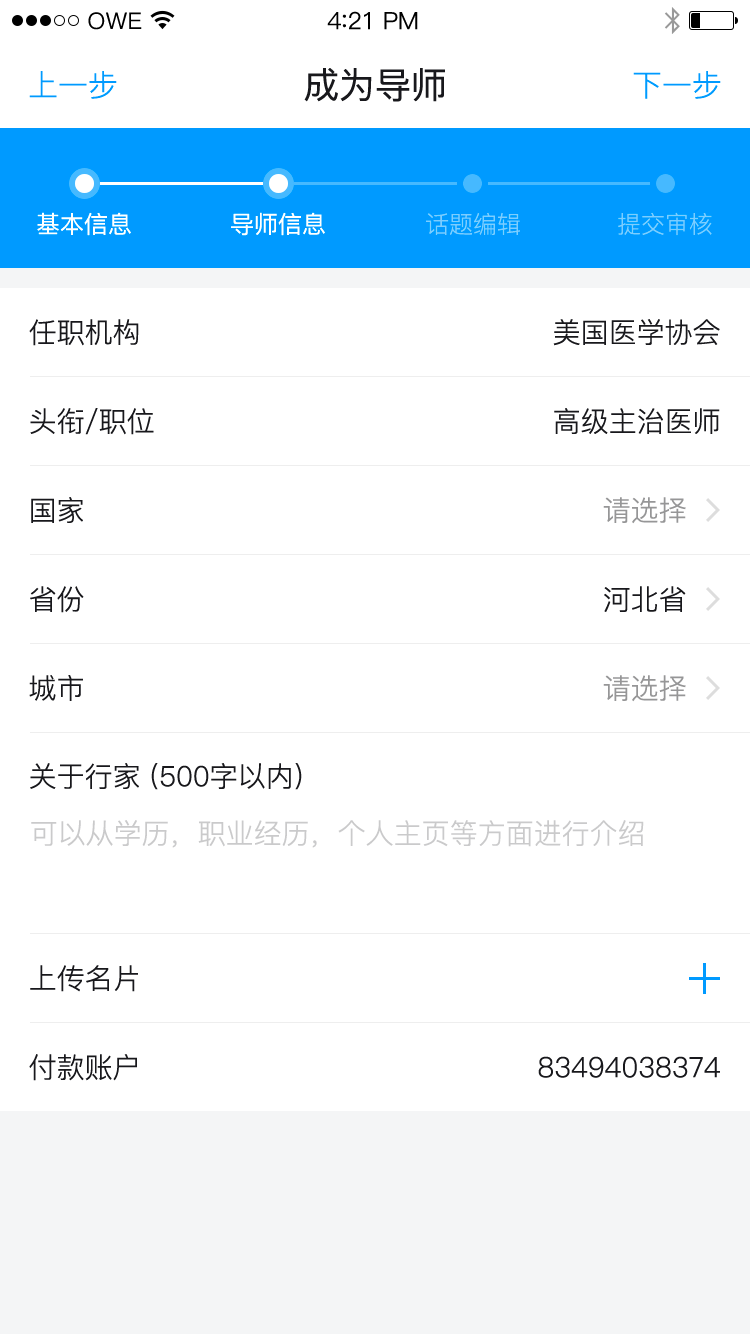 OWE 4:21 PM
上一步 成为导师 下一步
基本信息 导师信息 话题编辑 提交审核
任职机构 美国医学协会
头衔/职位 高级主治医师
国家 请选择
省份 河北省
城市 请选择
关于行家 (500字以内)
可以从学历，职业经历，个人主页等方面进行介绍
上传名片
付款账户 83494038374